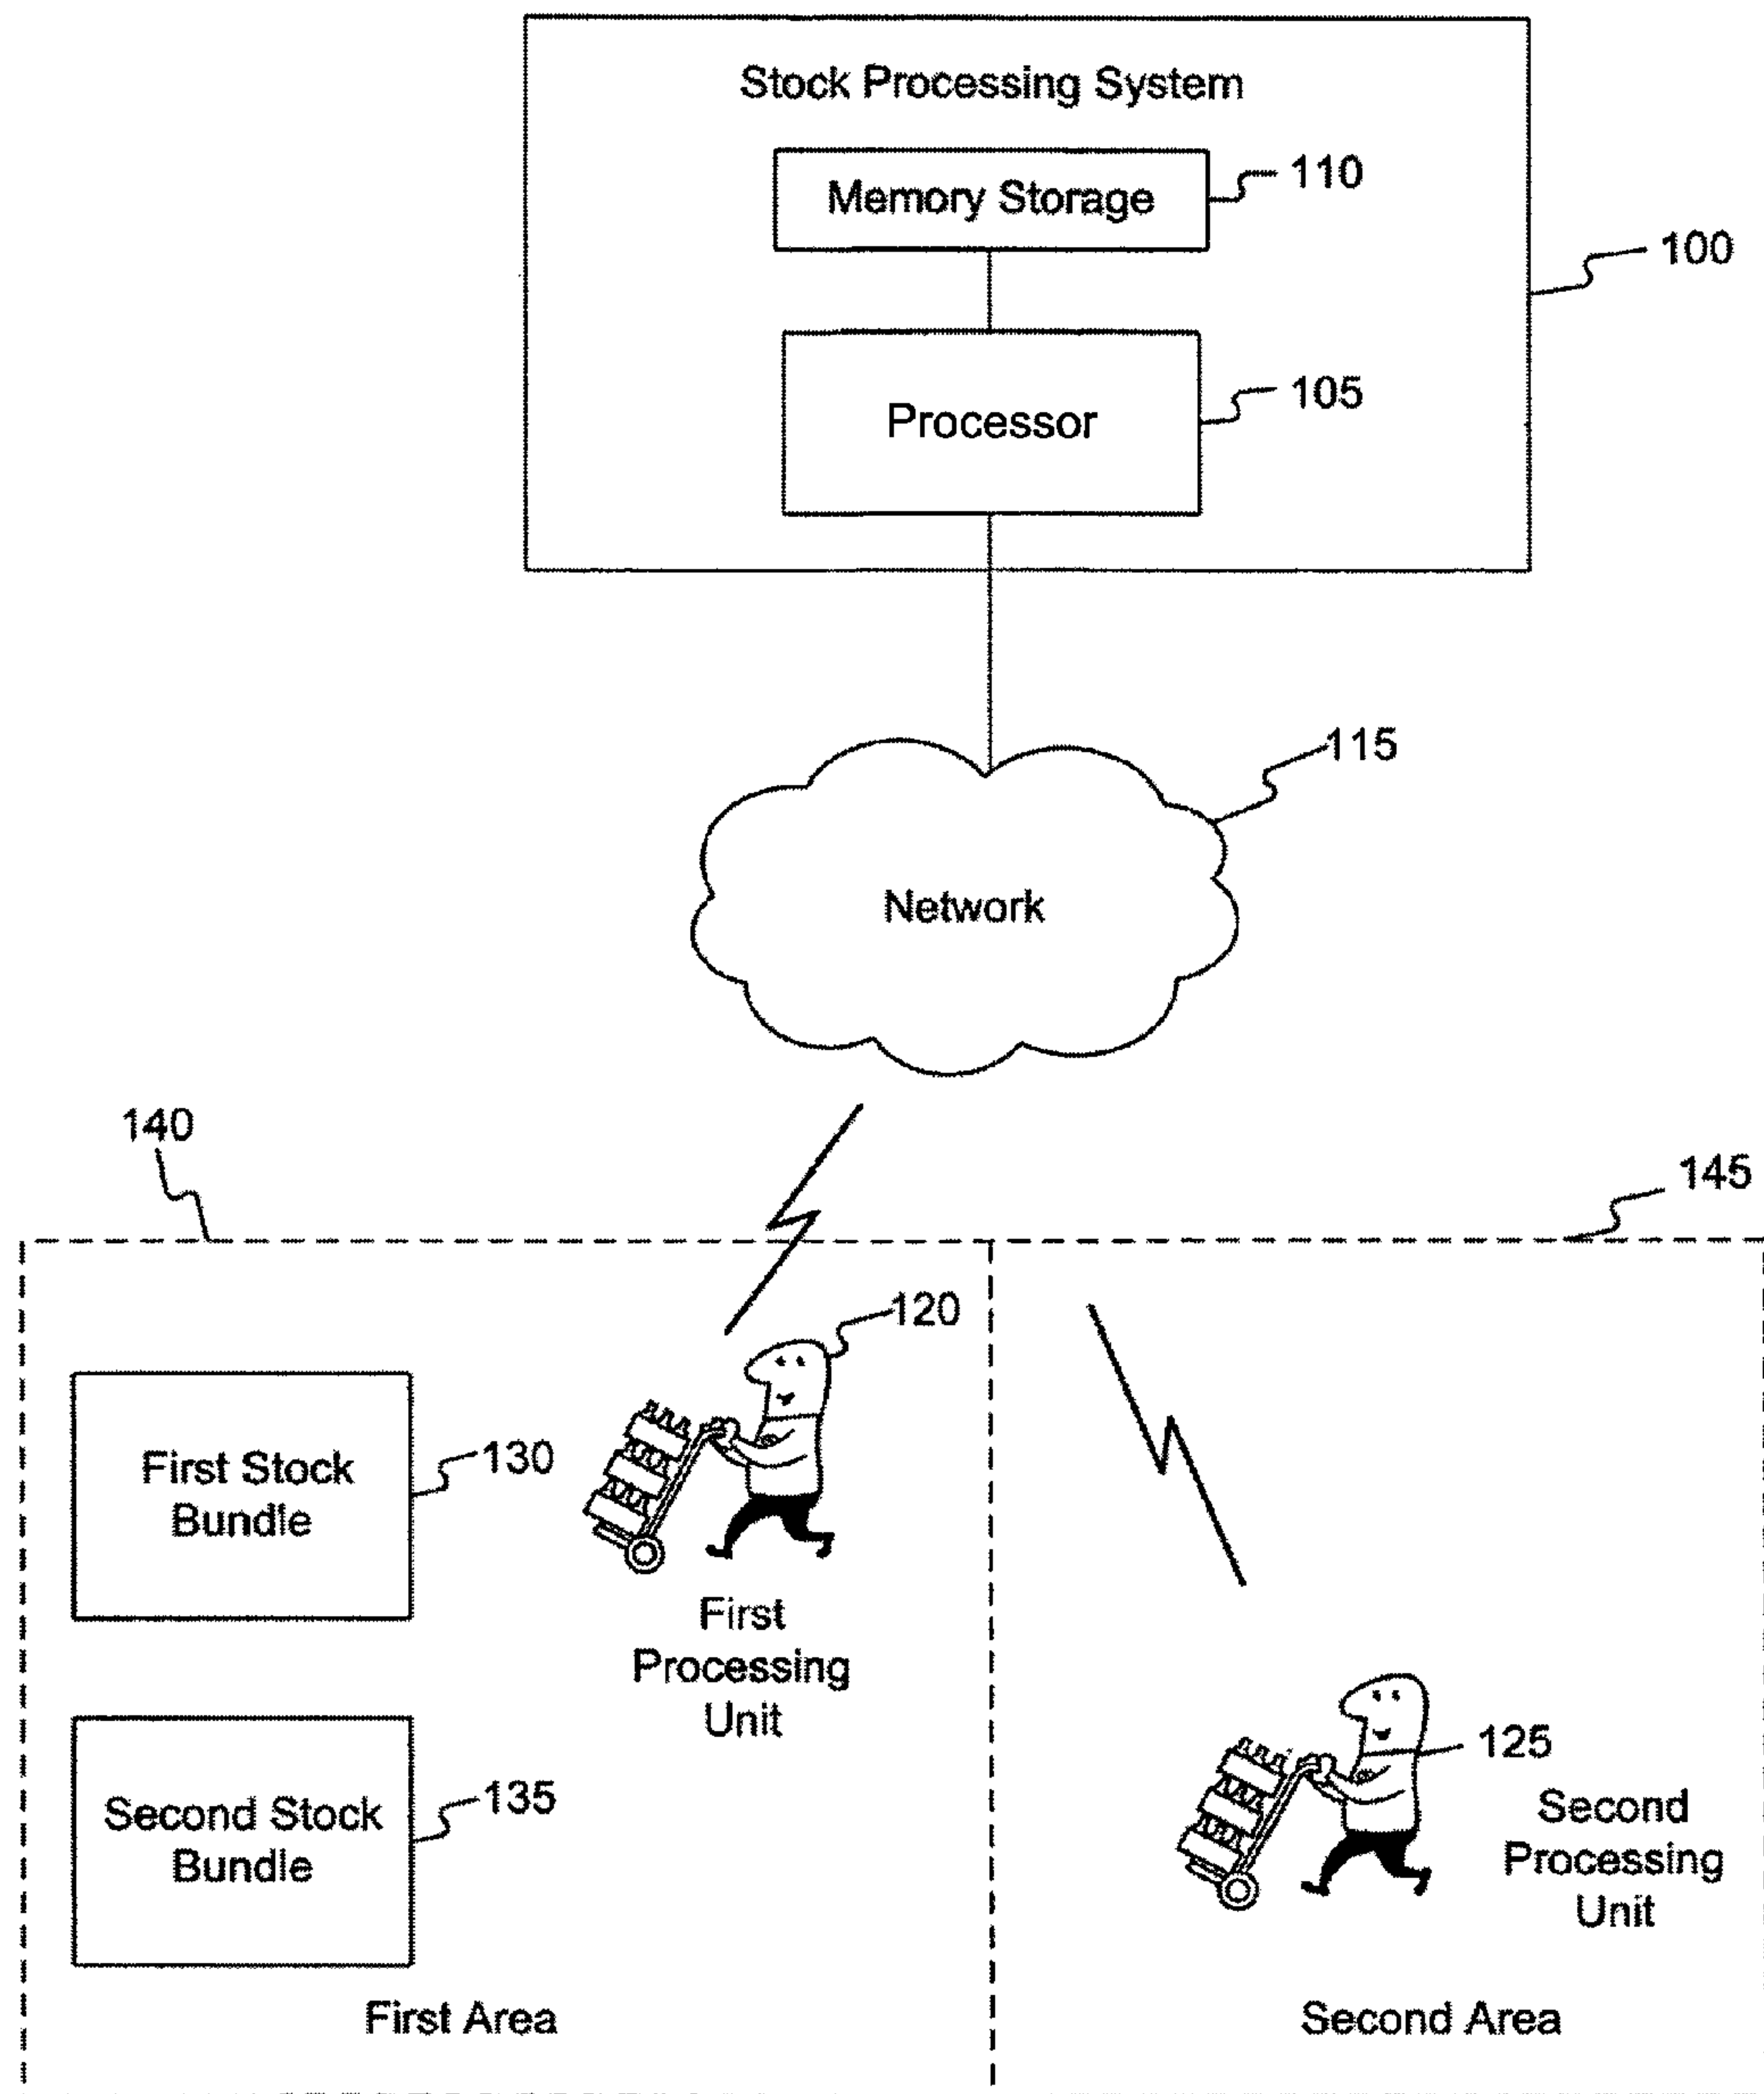 Stock Processing System
Memory Storage
110
100
Processor
105
115
Network
140
145
120
First Stock
Bundle
130
First
Processing
Unit
125
Second Stock
Bundle
135
Second
Processing
Unit
First Area
Second Area